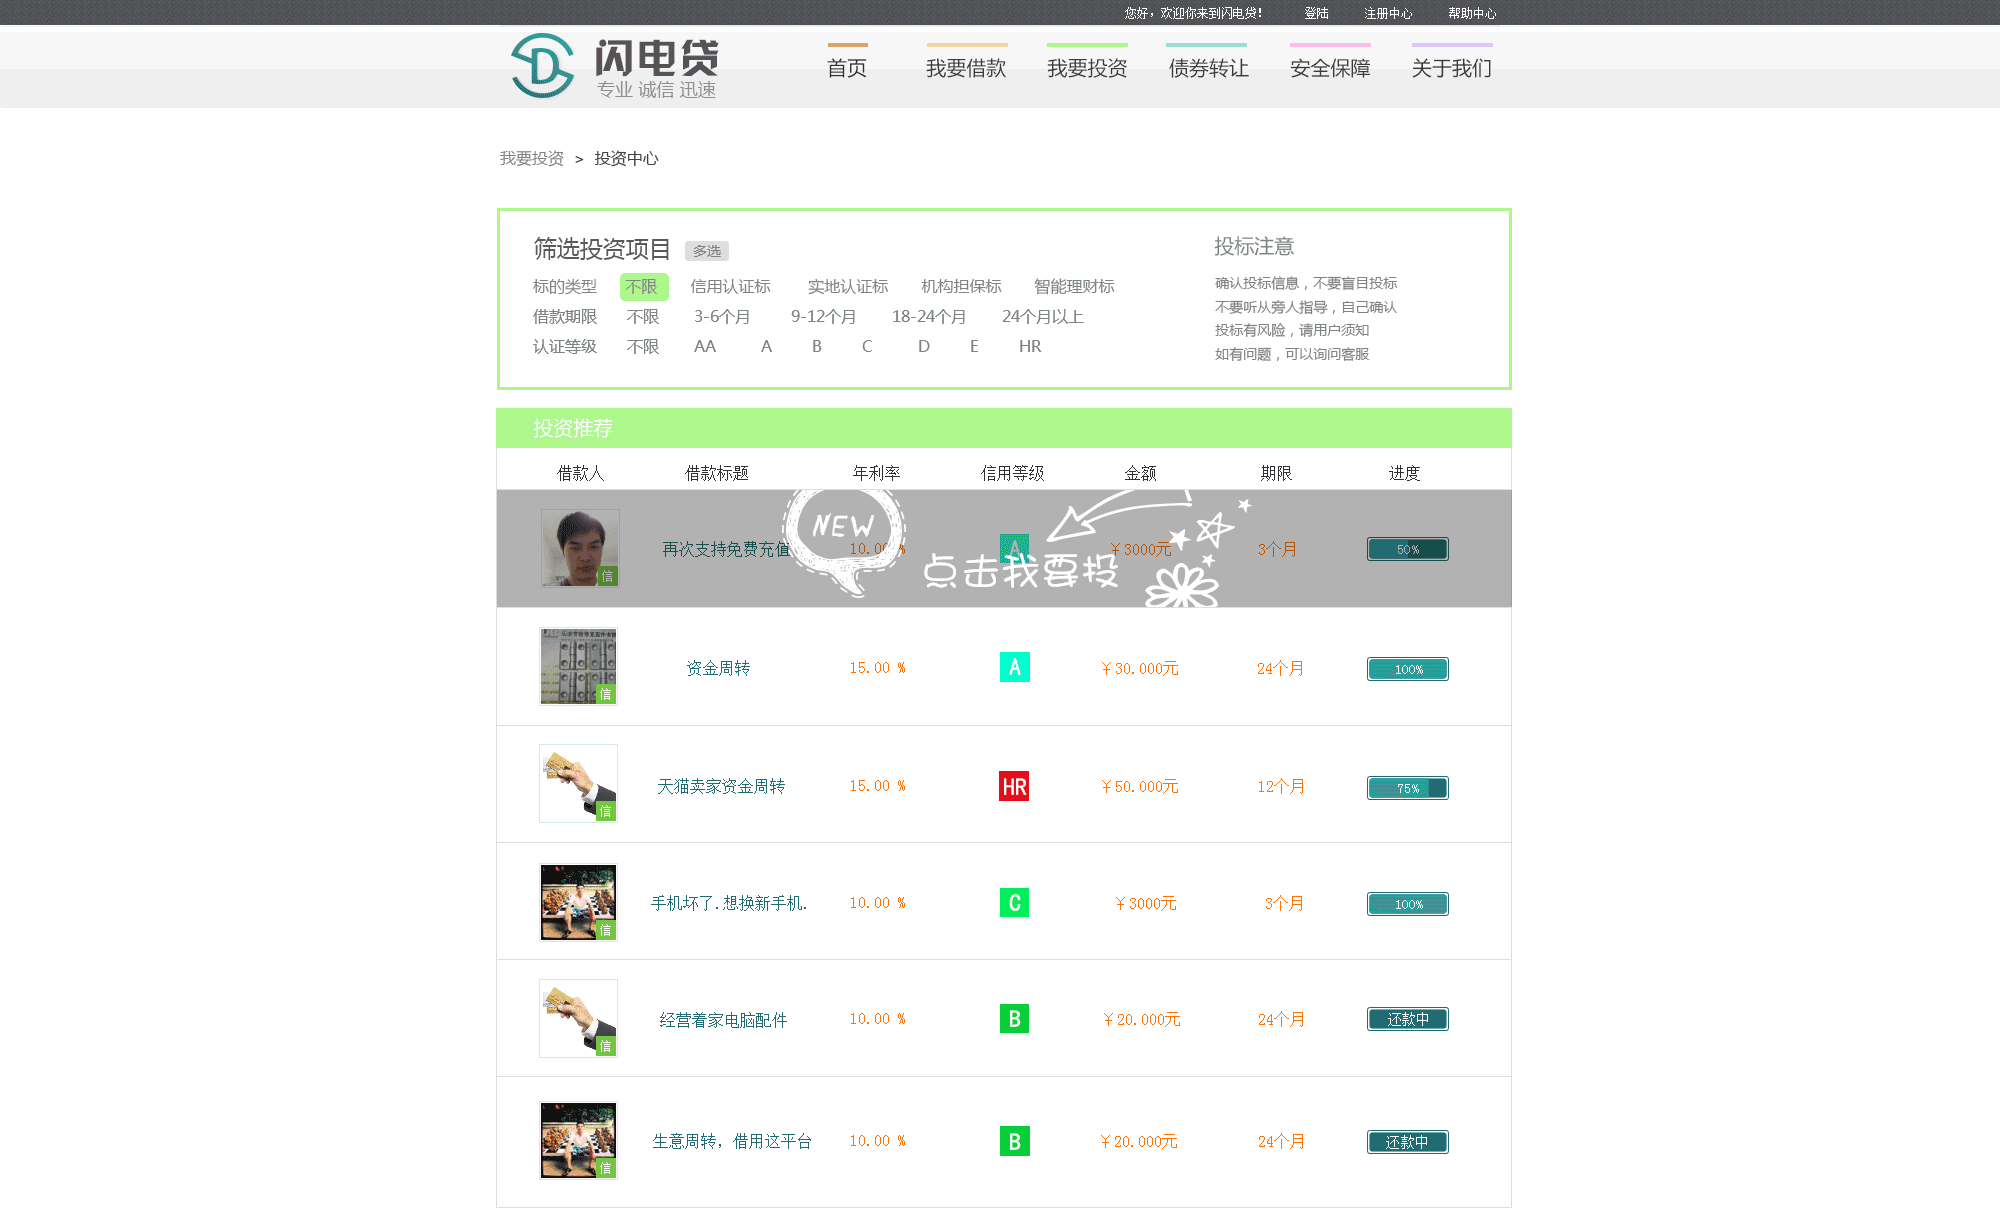 您好，欢迎你来到闪电贷！ 登陆 注册中心 帮助中心
闪电贷
专业 诚信 迅速
首页 我要借款 我要投资 债券转让 安全保障 关于我们
我要投资 > 投资中心
筛选投资项目 多选
标的类型 不限 信用认证标 实地认证标 机构担保标 智能理财标
借款期限 不限 3-6个月 9-12个月 18-24个月 24个月以上
认证等级 不限 AA A B C D E HR
投标注意
确认投标信息，不要盲目投标
不要听从旁人指导，自己确认
投标有风险，请用户须知
如有问题，可以询问客服
投资推荐
借款人 借款标题 年利率 信用等级 金额 期限 进度
信 再次支持免费充值 10.00 % A ￥3000元 3个月 50%
NEW
点击我要投
信 资金周转 15.00 % A ￥30.000元 24个月 100%
信 天猫卖家资金周转 15.00 % HR ￥50.000元 12个月 75%
信 手机坏了.想换新手机. 10.00 % C ￥3000元 3个月 100%
信 经营着家电脑配件 10.00 % B ￥20.000元 24个月 还款中
信 生意周转，借用这平台 10.00 % B ￥20.000元 24个月 还款中